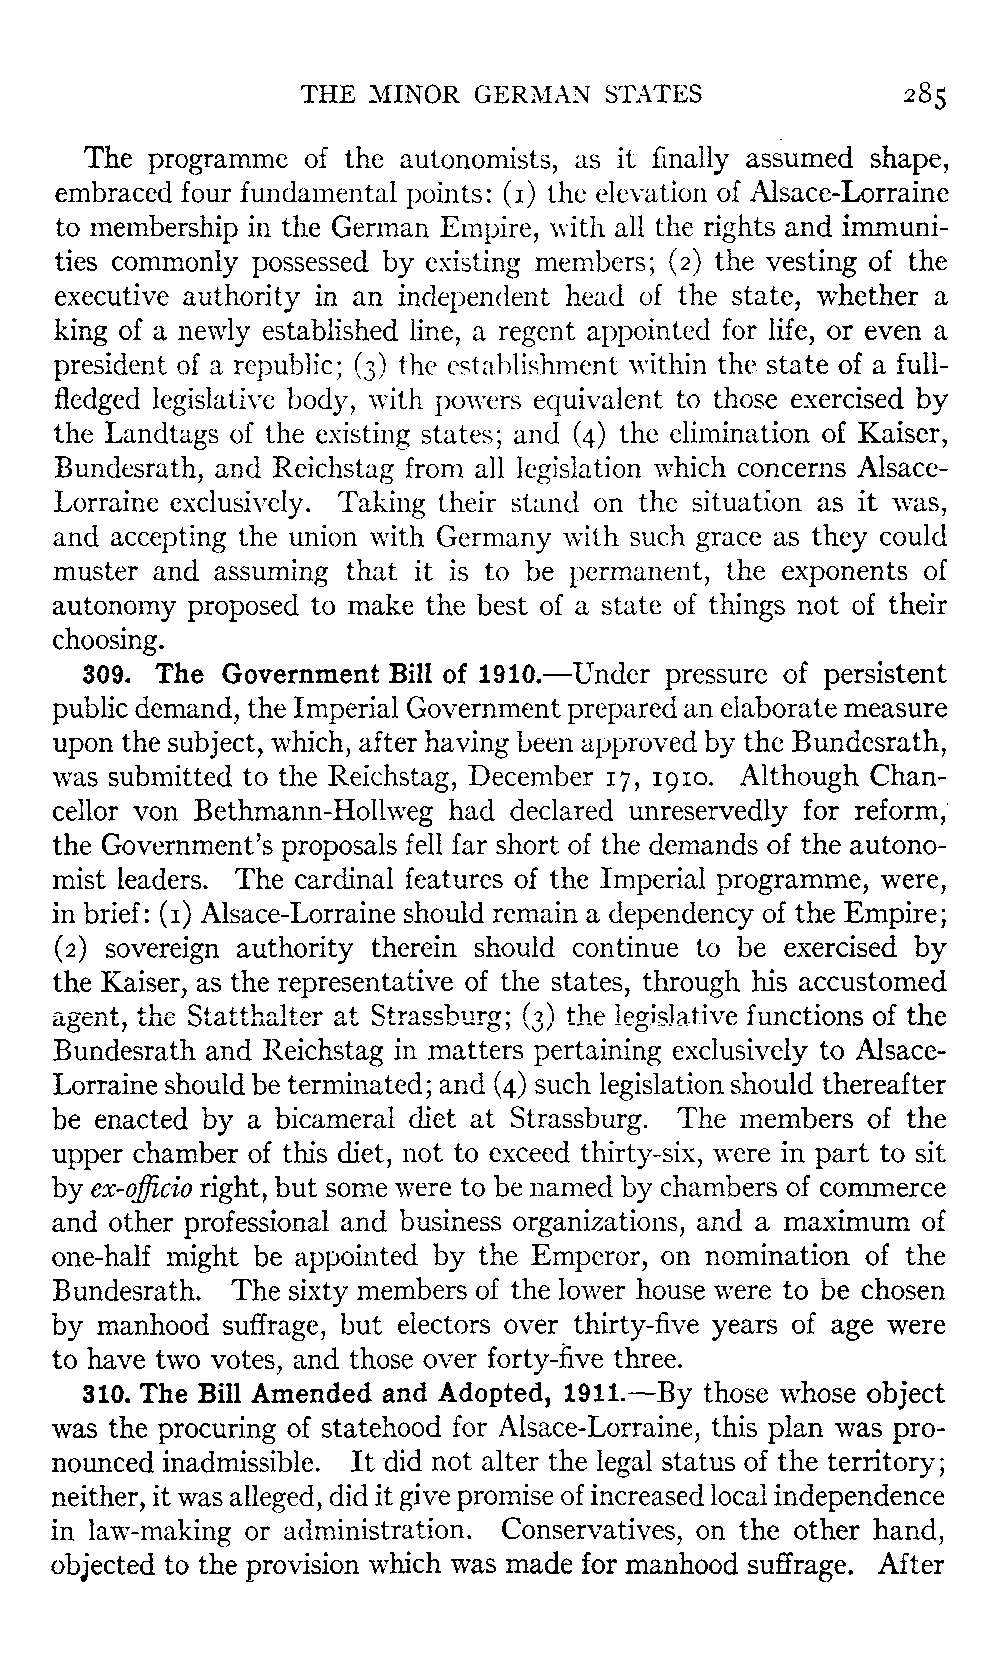 THE MINOR GERMAN STATES 285
The programme of the autonomists, as it finally assumed shape,
embraced four fundamental points: (1) the elevation of Alsace-Lorraine
to membership in the German Empire, with all the rights and immuni-
ties commonly possessed by existing members; (2) the vesting of the
executive authority in an independent head of the state, whether a
king of a newly established line, a regent appointed for life, or even a
president of a republic; (3) the establishment within the state of a full-
fledged legislative body, with powers equivalent to those exercised by
the Landtags of the existing states; and (4) the elimination of Kaiser,
Bundesrath, and Reichstag from all legislation which concerns Alsace-
Lorraine exclusively. Taking their stand on the situation as it was,
and accepting the union with Germany with such grace as they could
muster and assuming that it is to be permanent, the exponents of
autonomy proposed to make the best of a state of things not of their
choosing.
309. The Government Bill of 1910.—Under pressure of persistent
public demand, the Imperial Government prepared an elaborate measure
upon the subject, which, after having been approved by the Bundesrath,
was submitted to the Reichstag, December 17, 1910. Although Chan-
cellor von Bethmann-Hollweg had declared unreservedly for reform,
the Government's proposals fell far short of the demands of the autono-
mist leaders. The cardinal features of the Imperial programme, were,
in brief: (1) Alsace-Lorraine should remain a dependency of the Empire;
(2) sovereign authority therein should continue to be exercised by
the Kaiser, as the representative of the states, through his accustomed
agent, the Statthalter at Strassburg; (3) the legislative functions of the
Bundesrath and Reichstag in matters pertaining exclusively to Alsace-
Lorraine should be terminated; and (4) such legislation should thereafter
be enacted by a bicameral diet at Strassburg. The members of the
upper chamber of this diet, not to exceed thirty-six, were in part to sit
by ex-officio right, but some were to be named by chambers of commerce
and other professional and business organizations, and a maximum of
one-half might be appointed by the Emperor, on nomination of the
Bundesrath. The sixty members of the lower house were to be chosen
by manhood suffrage, but electors over thirty-five years of age were
to have two votes, and those over forty-five three.
310. The Bill Amended and Adopted, 1911.—By those whose object
was the procuring of statehood for Alsace-Lorraine, this plan was pro-
nounced inadmissible. It did not alter the legal status of the territory;
neither, it was alleged, did it give promise of increased local independence
in law-making or administration. Conservatives, on the other hand,
objected to the provision which was made for manhood suffrage. After